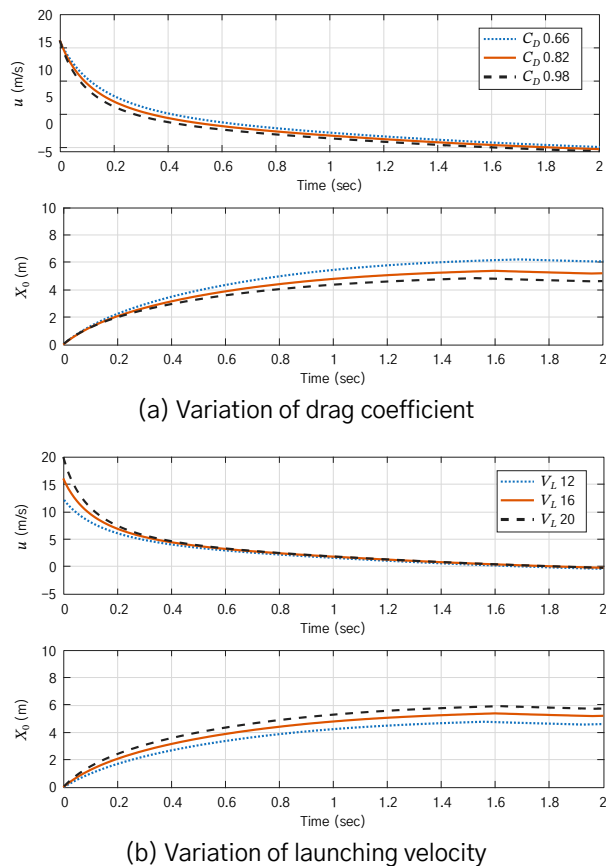 20
15
10
15
0
−5
u (m/s)
C_D 0.66
C_D 0.82
C_D 0.98
0 0.2 0.4 0.6 0.8 1 1.2 1.4 1.6 1.8 2
Time (sec)
10
8
6
4
2
0
X_0 (m)
0 0.2 0.4 0.6 0.8 1 1.2 1.4 1.6 1.8 2
Time (sec)
(a) Variation of drag coefficient
20
15
10
5
0
−5
u (m/s)
V_L 12
V_L 16
V_L 20
0 0.2 0.4 0.6 0.8 1 1.2 1.4 1.6 1.8 2
Time (sec)
10
8
6
4
2
0
X_0 (m)
0 0.2 0.4 0.6 0.8 1 1.2 1.4 1.6 1.8 2
Time (sec)
(b) Variation of launching velocity